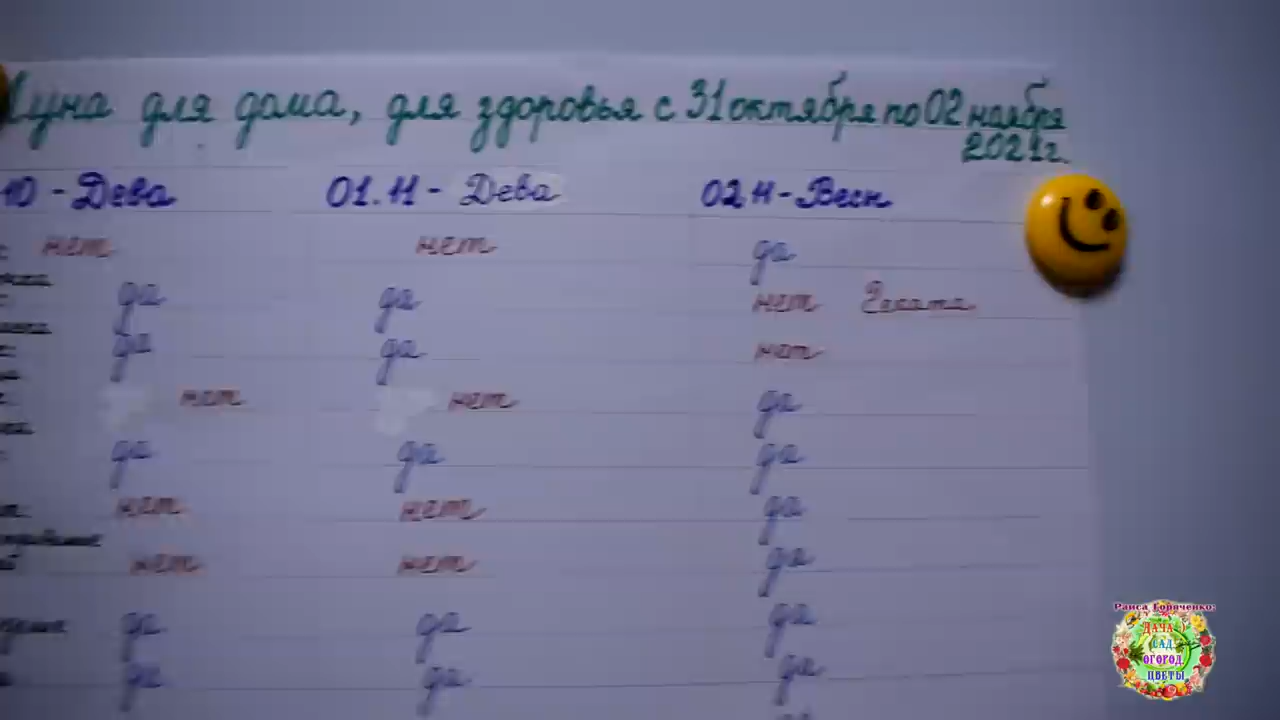 Луна для дома, для здоровья с 31 октября по 02 ноября
2021г.
10 - Дева 01.11 - Дева 02.11 - Весы
нет нет да
да да нет Геката
да да нет
нет нет да
да да да
нет нет да
нет нет да
да да да
да да да
Раиса Горяченко:
ДАЧА
САД,
ОГОРОД,
ЦВЕТЫ